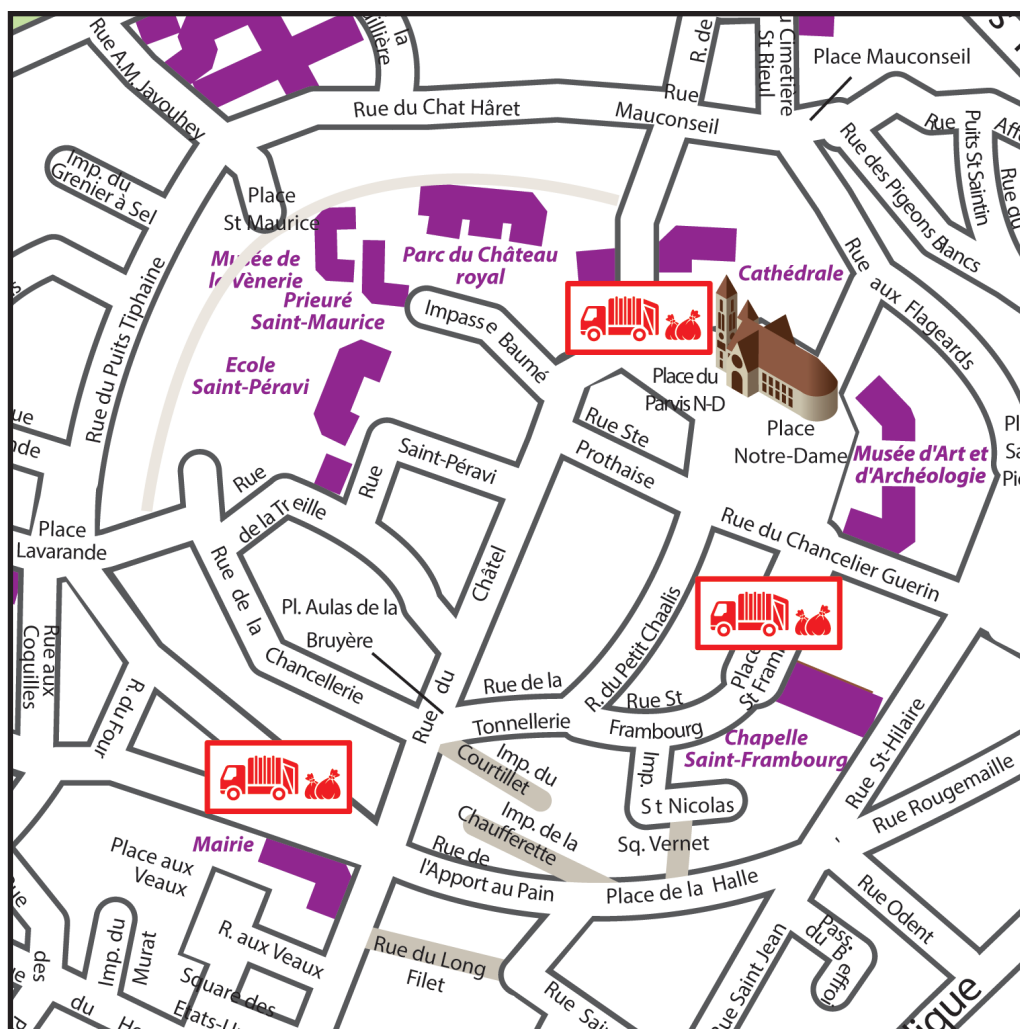 la
Rue A.M. Javouhey
R. de
St Rieul
Place Mauconseil
Rue du Chat Hâret
Rue
Mauconseil
Rue
Puits St Saintin
Rue des Pigeons Blancs
Rue du
Imp. du
Grenier à Sel
Place
St Maurice
Musée de
la Vènerie
Parc du Château
royal
Cathédrale
Prieuré
Saint-Maurice
Impasse Baumé
Rue aux Flageards
Rue du Puits Tiphaine
Ecole
Saint-Péravi
Place du
Parvis N-D
Place
Notre-Dame
Musée d'Art et
d'Archéologie
Rue Ste
Prothaise
Rue
Saint-Péravi
Rue
de la Treille
Place
Lavarande
Rue du Chancelier Guerin
Rue de la
Chancellerie
Pl. Aulas de la
Bruyère
Rue du Châtel
R. du Petit Chaalis
Place
St Fram
Rue aux
Coquilles
R. du Four
Rue de la
Tonnellerie
Rue St
Frambourg
Chapelle
Saint-Frambourg
Rue St-Hilaire
Rue Rougemaille
Imp. du
Courtillet
Imp.
St Nicolas
Imp. de la
Chaufferette
Sq. Vernet
Mairie
Place aux
Veaux
Rue de
l'Apport au Pain
Place de la Halle
Rue Odent
R. aux Veaux
Imp. du
Murat
Rue du Long
Filet
Pass.
du Beffroi
Rue Saint Jean
Square des
des
du